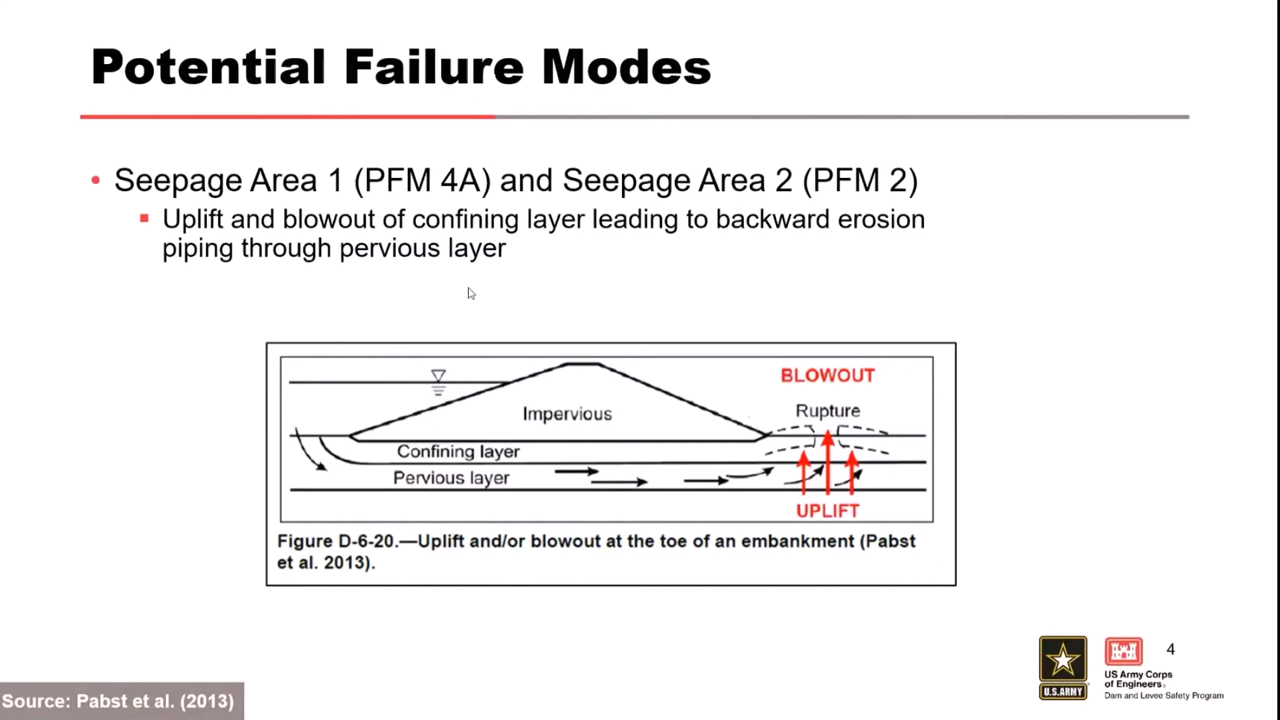 Potential Failure Modes
• Seepage Area 1 (PFM 4A) and Seepage Area 2 (PFM 2)
▪ Uplift and blowout of confining layer leading to backward erosion
piping through pervious layer
BLOWOUT
Rupture
Impervious
Confining layer
Pervious layer
UPLIFT
Figure D-6-20.—Uplift and/or blowout at the toe of an embankment (Pabst
et al. 2013).
U.S.ARMY
US Army Corps
of Engineers®
Dam and Levee Safety Program
4
Source: Pabst et al. (2013)